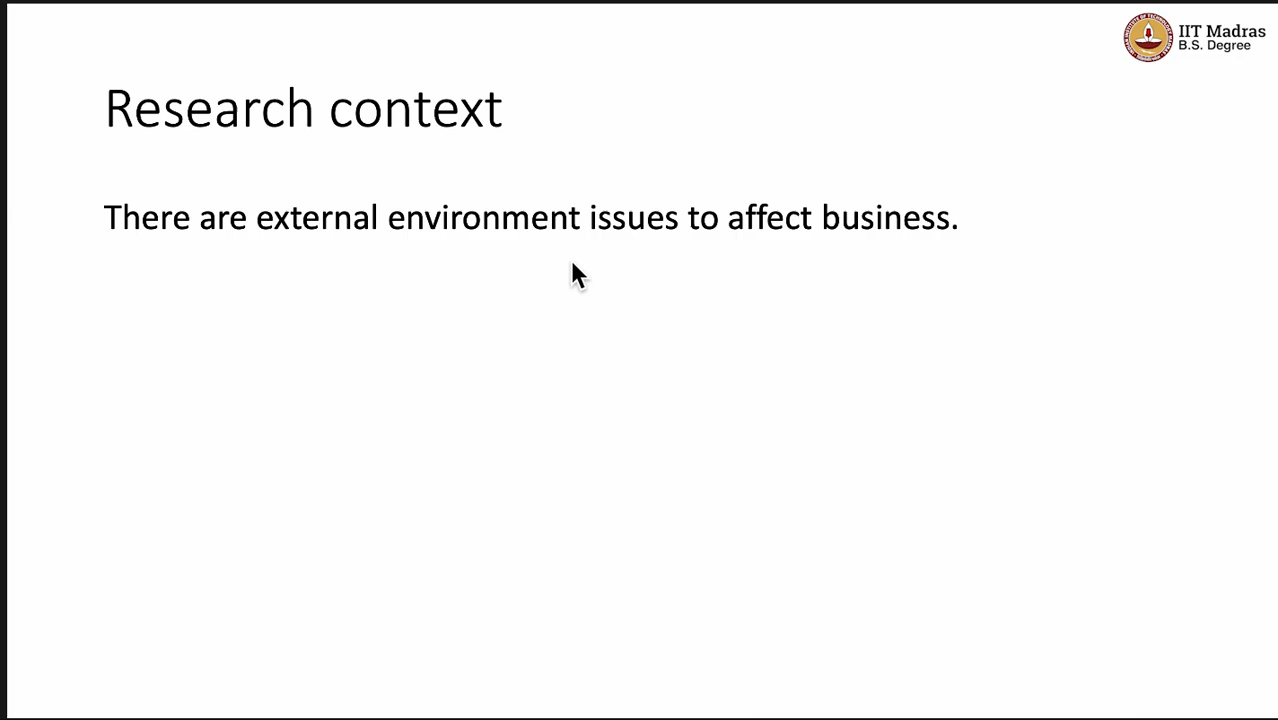 IIT Madras
B.S. Degree
Research context
There are external environment issues to affect business.